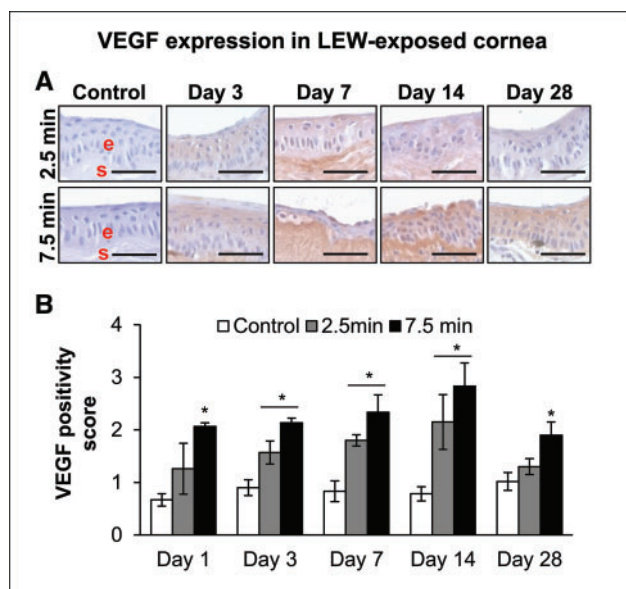 VEGF expression in LEW-exposed cornea
A
Control Day 3 Day 7 Day 14 Day 28
2.5 min
e
s
7.5 min
e
s
B
VEGF positivity
score
4
3
2
1
0
Control 2.5min 7.5 min
* * * * *
Day 1 Day 3 Day 7 Day 14 Day 28